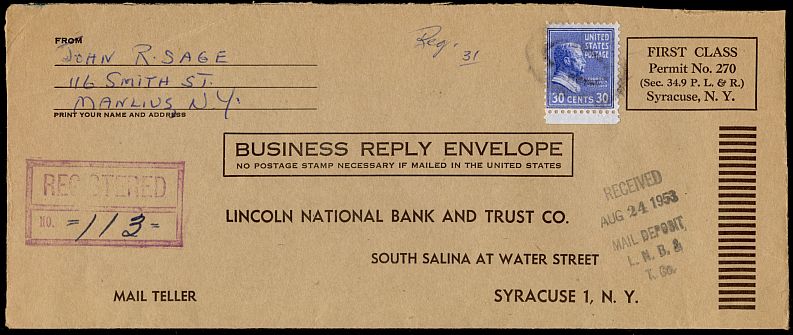 FROM
JOHN R. SAGE
116 SMITH ST.
MANLIUS, N.Y.
PRINT YOUR NAME AND ADDRESS
Reg. 31
UNITED
STATES
POSTAGE
30 CENTS 30
FIRST CLASS
Permit No. 270
(Sec. 34.9 P. L. & R.)
Syracuse, N. Y.
BUSINESS REPLY ENVELOPE
NO POSTAGE STAMP NECESSARY IF MAILED IN THE UNITED STATES
REGISTERED
NO. =113=
RECEIVED
AUG 24 1953
MAIL DEPOSIT
L. N. B. &
T. Co.
LINCOLN NATIONAL BANK AND TRUST CO.
SOUTH SALINA AT WATER STREET
MAIL TELLER
SYRACUSE 1, N. Y.